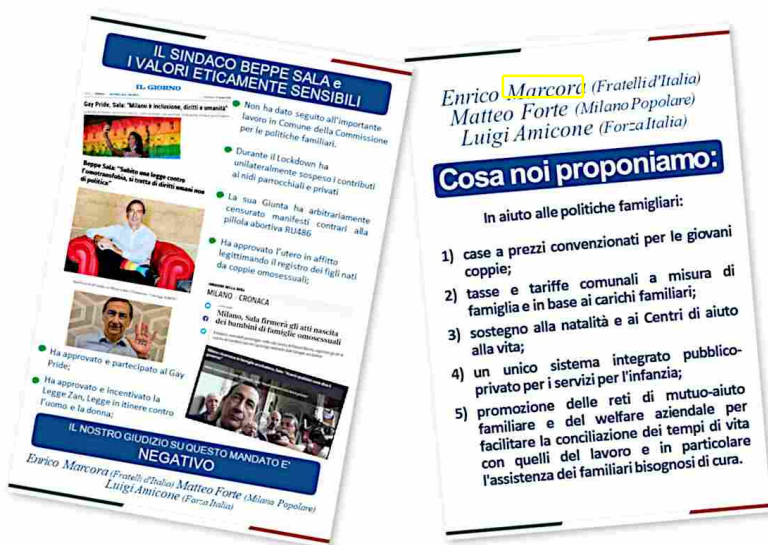 IL SINDACO BEPPE SALA e
I VALORI ETICAMENTE SENSIBILI
IL GIORNO
Gay Pride, Sala: "Milano è inclusione, diritti e umanità"
Beppe Sala: "Subito una legge contro
l'omotransfobia, si tratta di diritti umani non
di politica"
Non ha dato seguito all'importante
lavoro in Comune della Commissione
per le politiche familiari.
Durante il Lockdown ha
unilateralmente sospeso i contributi
ai nidi parrocchiali e privati
La sua Giunta ha arbitrariamente
censurato manifesti contrari alla
pillola abortiva RU486
Ha approvato l'utero in affitto
legittimando il registro dei figli nati
da coppie omosessuali;
MILANO - CRONACA
Milano, Sala firmerà gli atti nascita
dei bambini di famiglie omosessuali
Ha approvato e partecipato al Gay
Pride;
Ha approvato e incentivato la
Legge Zan, Legge in itinere contro
l'uomo e la donna;
IL NOSTRO GIUDIZIO SU QUESTO MANDATO E'
NEGATIVO
Enrico Marcora (Fratelli d'Italia) Matteo Forte (Milano Popolare)
Luigi Amicone (Forza Italia)
Enrico Marcora (Fratelli d'Italia)
Matteo Forte (Milano Popolare)
Luigi Amicone (Forza Italia)
Cosa noi proponiamo:
In aiuto alle politiche famigliari:
1) case a prezzi convenzionati per le giovani
coppie;
2) tasse e tariffe comunali a misura di
famiglia e in base ai carichi familiari;
3) sostegno alla natalità e ai Centri di aiuto
alla vita;
4) un unico sistema integrato pubblico-
privato per i servizi per l'infanzia;
5) promozione delle reti di mutuo-aiuto
familiare e del welfare aziendale per
facilitare la conciliazione dei tempi di vita
con quelli del lavoro e in particolare
l'assistenza dei familiari bisognosi di cura.